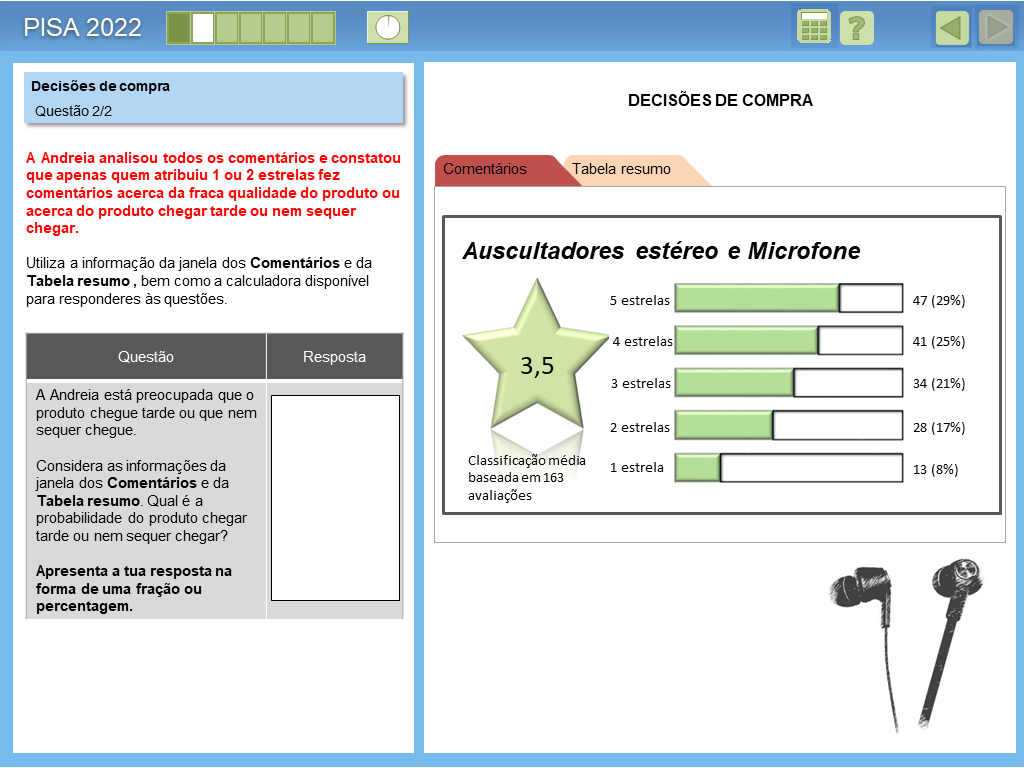 PISA 2022
?
Decisões de compra
Questão 2/2
A Andreia analisou todos os comentários e constatou
que apenas quem atribuiu 1 ou 2 estrelas fez
comentários acerca da fraca qualidade do produto ou
acerca do produto chegar tarde ou nem sequer
chegar.
Utiliza a informação da janela dos Comentários e da
Tabela resumo , bem como a calculadora disponível
para responderes às questões.
Questão
Resposta
A Andreia está preocupada que o
produto chegue tarde ou que nem
sequer chegue.
Considera as informações da
janela dos Comentários e da
Tabela resumo. Qual é a
probabilidade do produto chegar
tarde ou nem sequer chegar?
Apresenta a tua resposta na
forma de uma fração ou
percentagem.
DECISÕES DE COMPRA
Comentários
Tabela resumo
Auscultadores estéreo e Microfone
3,5
Classificação média
baseada em 163
avaliações
5 estrelas 47 (29%)
4 estrelas 41 (25%)
3 estrelas 34 (21%)
2 estrelas 28 (17%)
1 estrela 13 (8%)